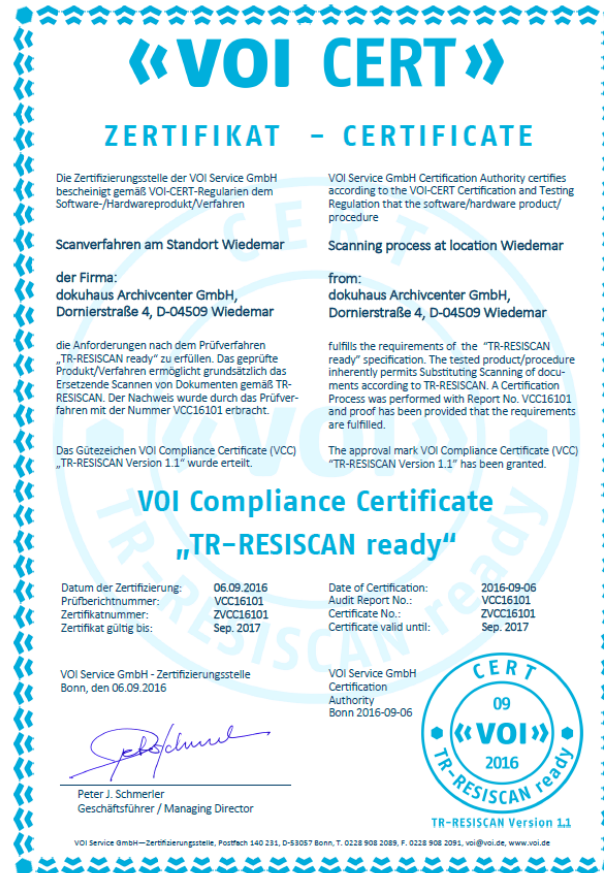 «VOI CERT»
ZERTIFIKAT – CERTIFICATE
Die Zertifizierungsstelle der VOI Service GmbH
bescheinigt gemäß VOI-CERT-Regularien dem
Software-/Hardwareprodukt/Verfahren
Scanverfahren am Standort Wiedemar
der Firma:
dokuhaus Archivcenter GmbH,
Dornierstraße 4, D-04509 Wiedemar
die Anforderungen nach dem Prüfverfahren
„TR-RESISCAN ready" zu erfüllen. Das geprüfte
Produkt/Verfahren ermöglicht grundsätzlich das
Ersetzende Scannen von Dokumenten gemäß TR-
RESISCAN. Der Nachweis wurde durch das Prüfver-
fahren mit der Nummer VCC16101 erbracht.
Das Gütezeichen VOI Compliance Certificate (VCC)
„TR-RESISCAN Version 1.1" wurde erteilt.
VOI Service GmbH Certification Authority certifies
according to the VOI-CERT Certification and Testing
Regulation that the software/hardware product/
procedure
Scanning process at location Wiedemar
from:
dokuhaus Archivcenter GmbH,
Dornierstraße 4, D-04509 Wiedemar
fulfills the requirements of the "TR-RESISCAN
ready" specification. The tested product/procedure
inherently permits Substituting Scanning of docu-
ments according to TR-RESISCAN. A Certification
Process was performed with Report No. VCC16101
and proof has been provided that the requirements
are fulfilled.
The approval mark VOI Compliance Certificate (VCC)
"TR-RESISCAN Version 1.1" has been granted.
VOI Compliance Certificate
„TR-RESISCAN ready"
Datum der Zertifizierung: 06.09.2016
Prüfberichtnummer: VCC16101
Zertifikatnummer: ZVCC16101
Zertifikat gültig bis: Sep. 2017
Date of Certification: 2016-09-06
Audit Report No.: VCC16101
Certificate No.: ZVCC16101
Certificate valid until: Sep. 2017
VOI Service GmbH - Zertifizierungsstelle
Bonn, den 06.09.2016
VOI Service GmbH
Certification
Authority
Bonn 2016-09-06
Peter J. Schmerler
Geschäftsführer / Managing Director
CERT
09
«VOI»
2016
TR-RESISCAN ready
TR-RESISCAN Version 1.1
VOI Service GmbH—Zertifizierungsstelle, Postfach 140 231, D-53057 Bonn, T. 0228 908 2089, F. 0228 908 2091, voi@voi.de, www.voi.de
CERT
«VOI»
TR-RESISCAN ready